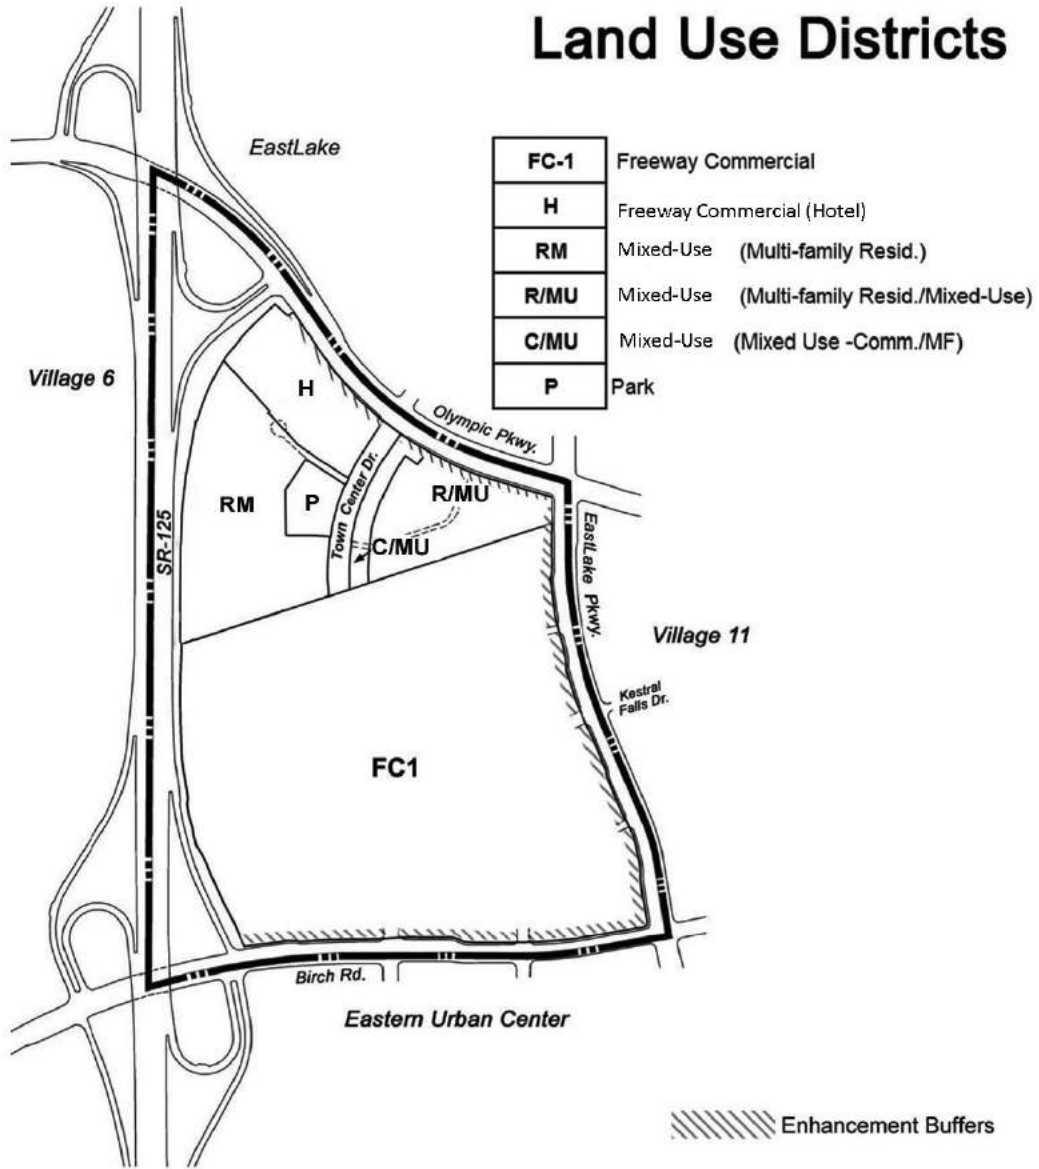 Land Use Districts
EastLake
FC-1 Freeway Commercial
H Freeway Commercial (Hotel)
RM Mixed-Use (Multi-family Resid.)
R/MU Mixed-Use (Multi-family Resid./Mixed-Use)
C/MU Mixed-Use (Mixed Use -Comm./MF)
P Park
Village 6
H
Olympic Pkwy.
RM
P
Town Center Dr.
R/MU
C/MU
SR-125
EastLake Pkwy.
Village 11
Kestral
Falls Dr.
FC1
Birch Rd.
Eastern Urban Center
Enhancement Buffers